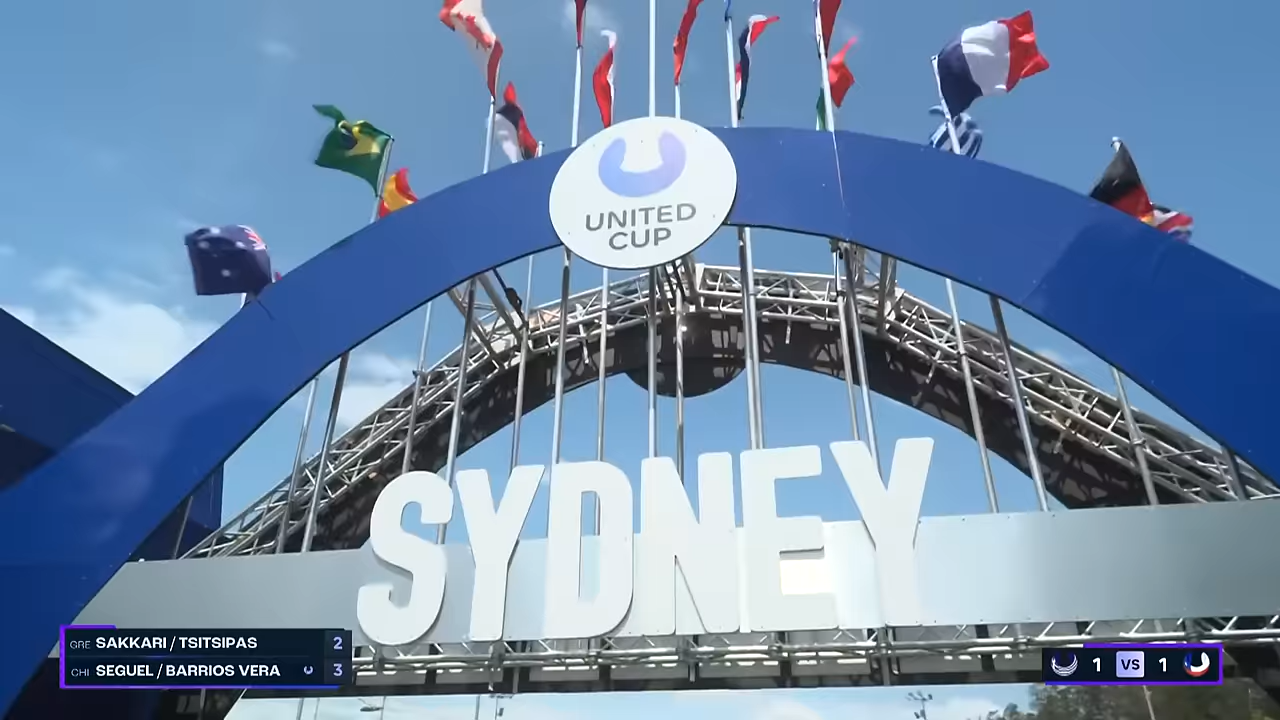 UNITED
CUP
SYDNEY
GRE SAKKARI / TSITSIPAS 2
CHI SEGUEL / BARRIOS VERA 3
1 VS 1